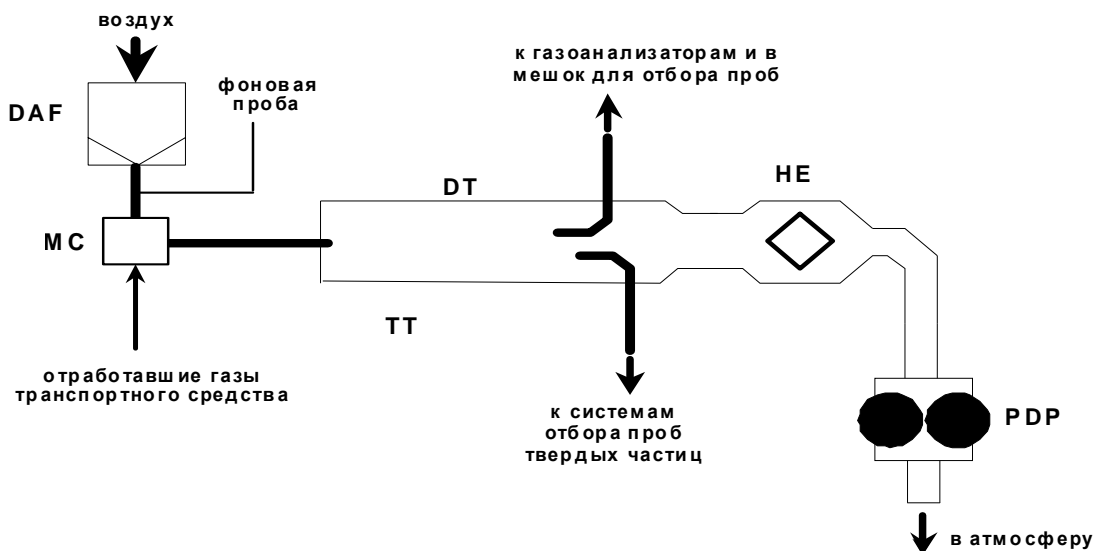 воздух
DAF
фоновая
проба
к газоанализаторам и в
мешок для отбора проб
DT
HE
MC
TT
отработавшие газы
транспортного средства
к системам
отбора проб
твердых частиц
PDP
в атмосферу